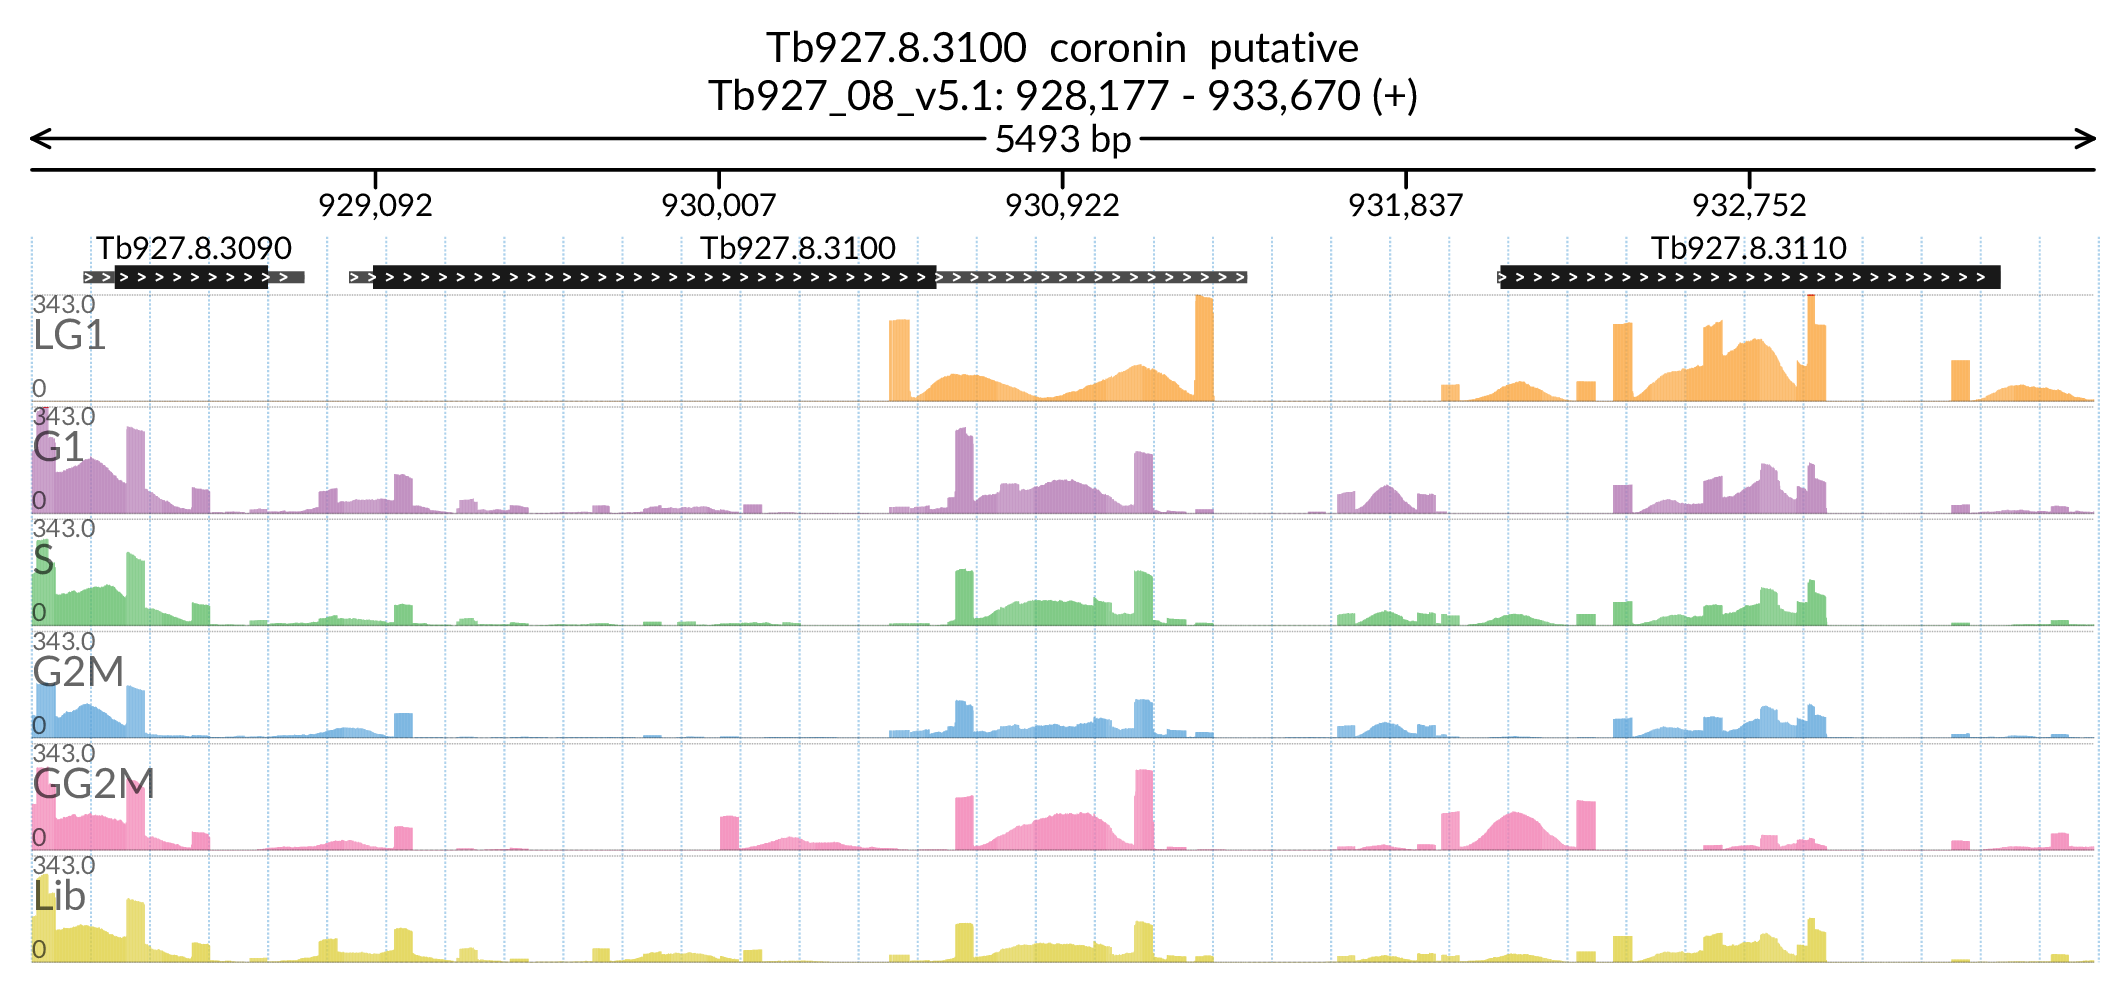 Tb927.8.3100 coronin putative
Tb927_08_v5.1: 928,177 - 933,670 (+)
5493 bp
929,092 930,007 930,922 931,837 932,752
Tb927.8.3090 Tb927.8.3100 Tb927.8.3110
343.0
LG1
0
343.0
G1
0
343.0
S
0
343.0
G2M
0
343.0
GG2M
0
343.0
Lib
0